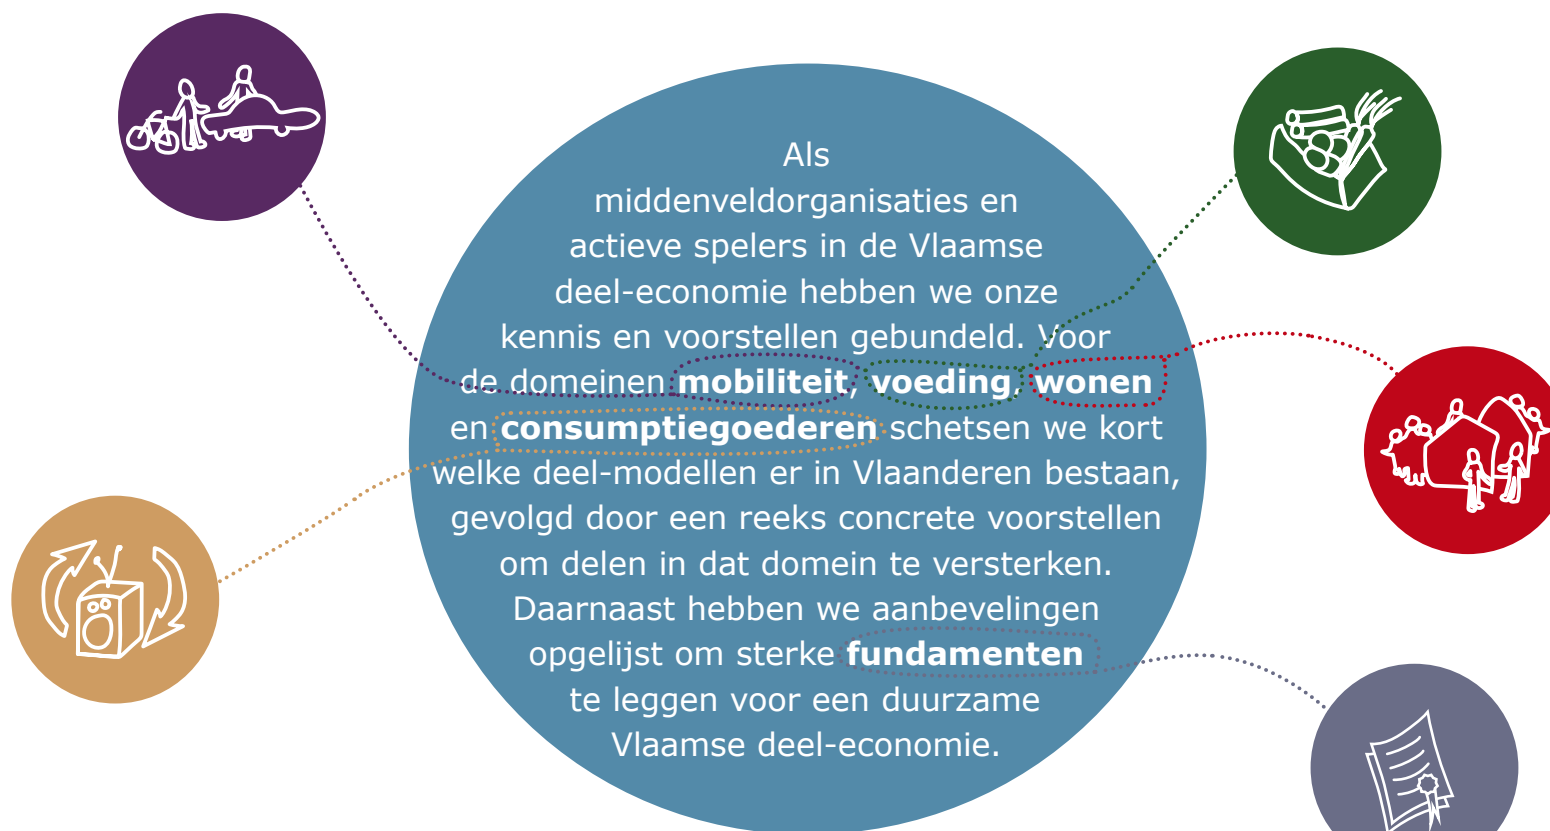 Als
middenveldorganisaties en
actieve spelers in de Vlaamse
deel-economie hebben we onze
kennis en voorstellen gebundeld. Voor
de domeinen mobiliteit, voeding, wonen
en consumptiegoederen schetsen we kort
welke deel-modellen er in Vlaanderen bestaan,
gevolgd door een reeks concrete voorstellen
om delen in dat domein te versterken.
Daarnaast hebben we aanbevelingen
opgelijst om sterke fundamenten
te leggen voor een duurzame
Vlaamse deel-economie.